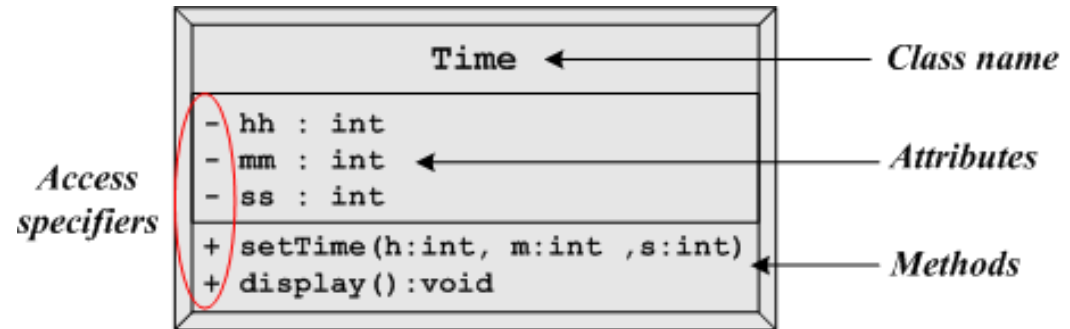 Time
Class name
- hh : int
- mm : int
- ss : int
Attributes
Access
specifiers
+ setTime(h:int, m:int ,s:int)
+ display():void
Methods